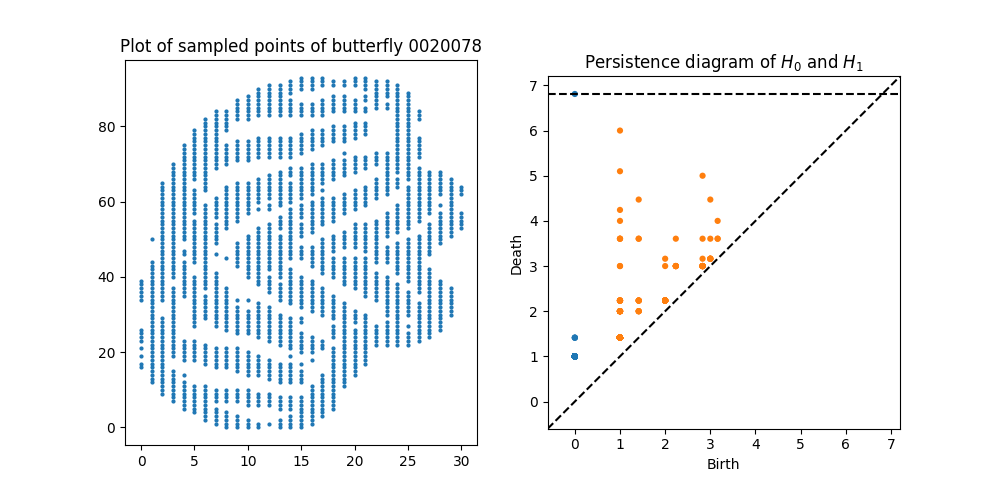 Plot of sampled points of butterfly 0020078
80
60
40
20
0
0 5 10 15 20 25 30
Persistence diagram of H₀ and H₁
7
6
5
4
3
2
1
0
Death
0 1 2 3 4 5 6 7
Birth